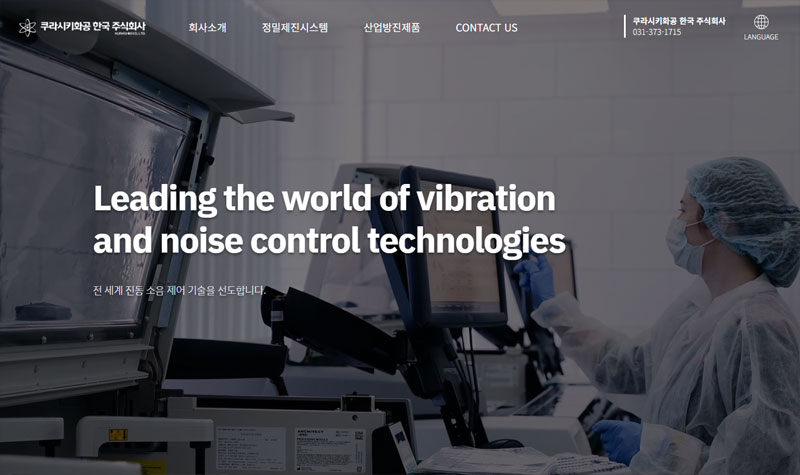 쿠라시키화공 한국 주식회사
회사소개
정밀제진시스템
산업방진제품
CONTACT US
쿠라시키화공 한국 주식회사
031-373-1715
LANGUAGE
Leading the world of vibration
and noise control technologies
전 세계 진동 소음 제어 기술을 선도합니다.